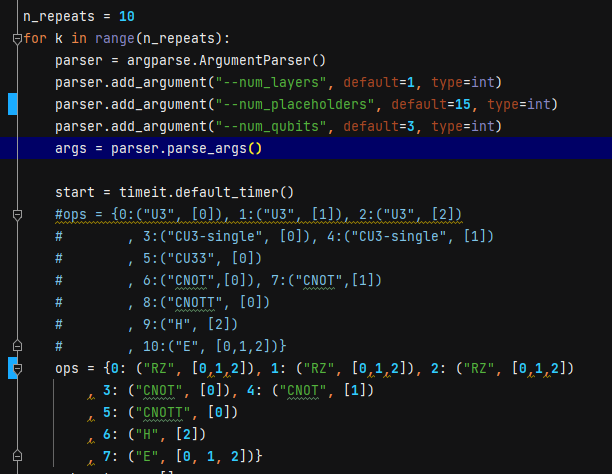 n_repeats = 10
for k in range(n_repeats):
    parser = argparse.ArgumentParser()
    parser.add_argument("--num_layers", default=1, type=int)
    parser.add_argument("--num_placeholders", default=15, type=int)
    parser.add_argument("--num_qubits", default=3, type=int)
    args = parser.parse_args()
    start = timeit.default_timer()
    #ops = {0:("U3", [0]), 1:("U3", [1]), 2:("U3", [2])
    #        , 3:("CU3-single", [0]), 4:("CU3-single", [1])
    #        , 5:("CU33", [0])
    #        , 6:("CNOT",[0]), 7:("CNOT",[1])
    #        , 8:("CNOTT", [0])
    #        , 9:("H", [2])
    #        , 10:("E", [0,1,2])}
    ops = {0: ("RZ", [0,1,2]), 1: ("RZ", [0,1,2]), 2: ("RZ", [0,1,2])
        , 3: ("CNOT", [0]), 4: ("CNOT", [1])
        , 5: ("CNOTT", [0])
        , 6: ("H", [2])
        , 7: ("E", [0, 1, 2])}